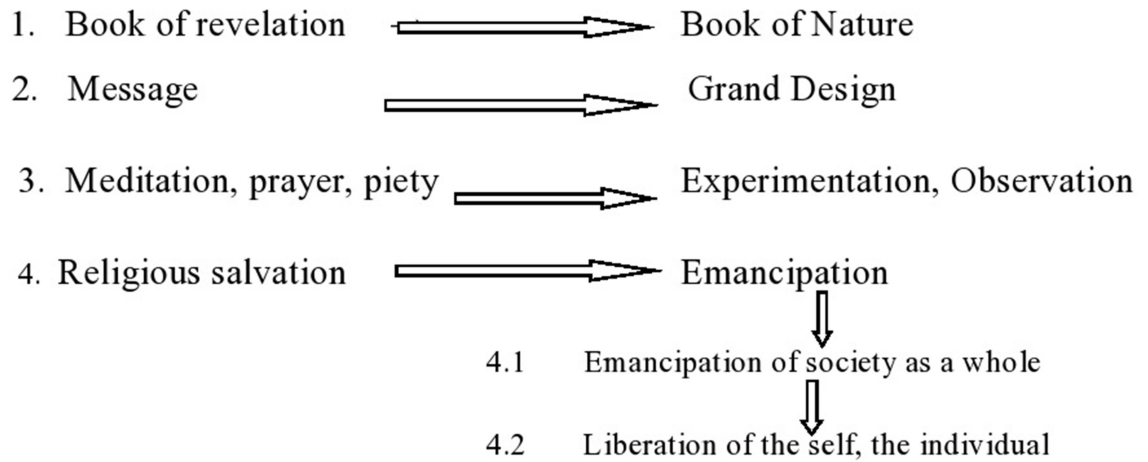 1. Book of revelation Book of Nature
2. Message Grand Design
3. Meditation, prayer, piety Experimentation, Observation
4. Religious salvation Emancipation
4.1 Emancipation of society as a whole
4.2 Liberation of the self, the individual